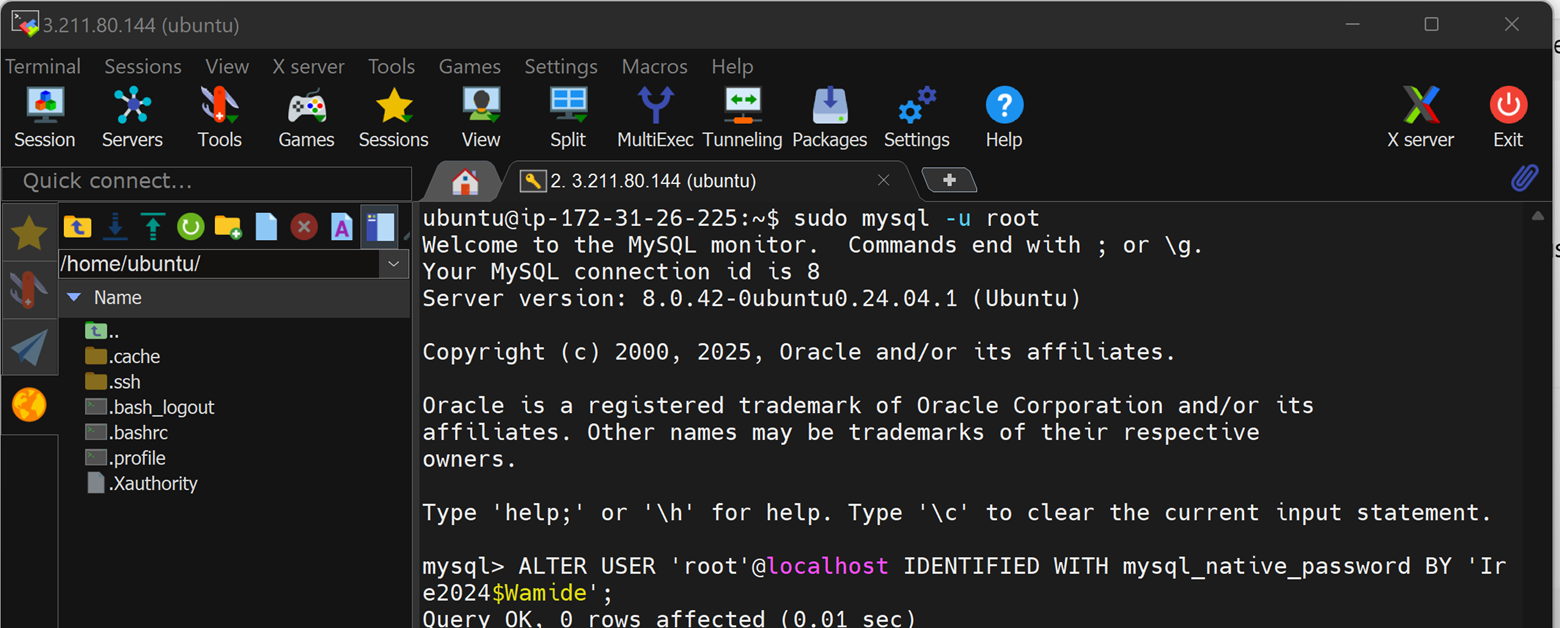 3.211.80.144 (ubuntu)
Terminal Sessions View X server Tools Games Settings Macros Help
Session Servers Tools Games Sessions View Split MultiExec Tunneling Packages Settings Help X server Exit
Quick connect...
2. 3.211.80.144 (ubuntu)
/home/ubuntu/
Name
..
.cache
.ssh
.bash_logout
.bashrc
.profile
.Xauthority
ubuntu@ip-172-31-26-225:~$ sudo mysql -u root
Welcome to the MySQL monitor.  Commands end with ; or \g.
Your MySQL connection id is 8
Server version: 8.0.42-0ubuntu0.24.04.1 (Ubuntu)
Copyright (c) 2000, 2025, Oracle and/or its affiliates.
Oracle is a registered trademark of Oracle Corporation and/or its
affiliates. Other names may be trademarks of their respective
owners.
Type 'help;' or '\h' for help. Type '\c' to clear the current input statement.
mysql> ALTER USER 'root'@localhost IDENTIFIED WITH mysql_native_password BY 'Ir
e2024$Wamide';
Query OK, 0 rows affected (0.01 sec)